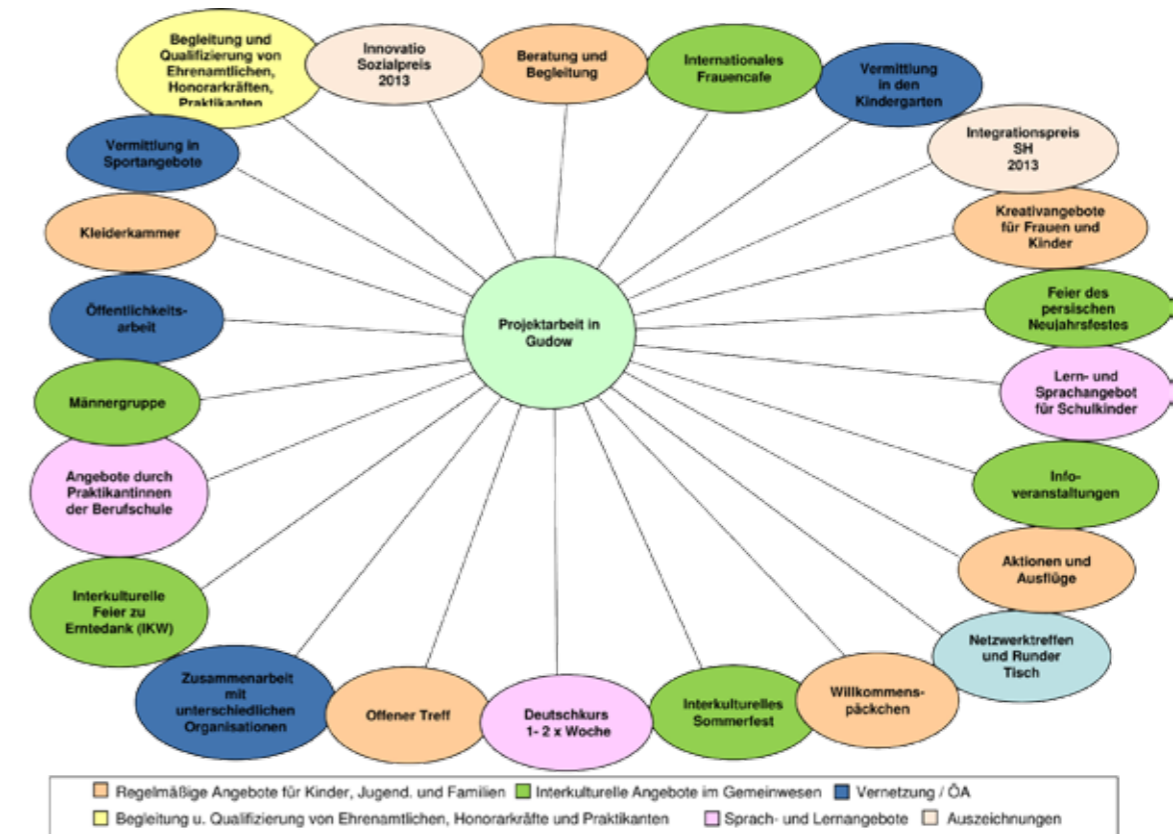 Begleitung und
Qualifizierung von
Ehrenamtlichen,
Honorarkräften,
Praktikanten
Innovatio
Sozialpreis
2013
Beratung und
Begleitung
Internationales
Frauencafe
Vermittlung
in den
Kindergarten
Integrationspreis
SH
2013
Kreativangebote
für Frauen und
Kinder
Feier des
persischen
Neujahrsfestes
Lern- und
Sprachangebot
für Schulkinder
Info-
veranstaltungen
Aktionen und
Ausflüge
Netzwerktreffen
und Runder
Tisch
Willkommens-
päckchen
Interkulturelles
Sommerfest
Deutschkurs
1- 2 x Woche
Offener Treff
Zusammenarbeit
mit
unterschiedlichen
Organisationen
Interkulturelle
Feier zu
Erntedank (IKW)
Angebote durch
Praktikantinnen
der Berufschule
Männergruppe
Öffentlichkeits-
arbeit
Kleiderkammer
Vermittlung in
Sportangebote
Projektarbeit in
Gudow
Regelmäßige Angebote für Kinder, Jugend. und Familien Interkulturelle Angebote im Gemeinwesen Vernetzung / ÖA
Begleitung u. Qualifizierung von Ehrenamtlichen, Honorarkräfte und Praktikanten Sprach- und Lernangebote Auszeichnungen